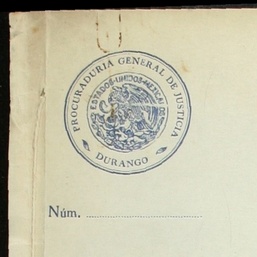 PROCURADURIA GENERAL DE JUSTICIA
ESTADOS-UNIDOS-MEXICANOS
DURANGO
Núm.